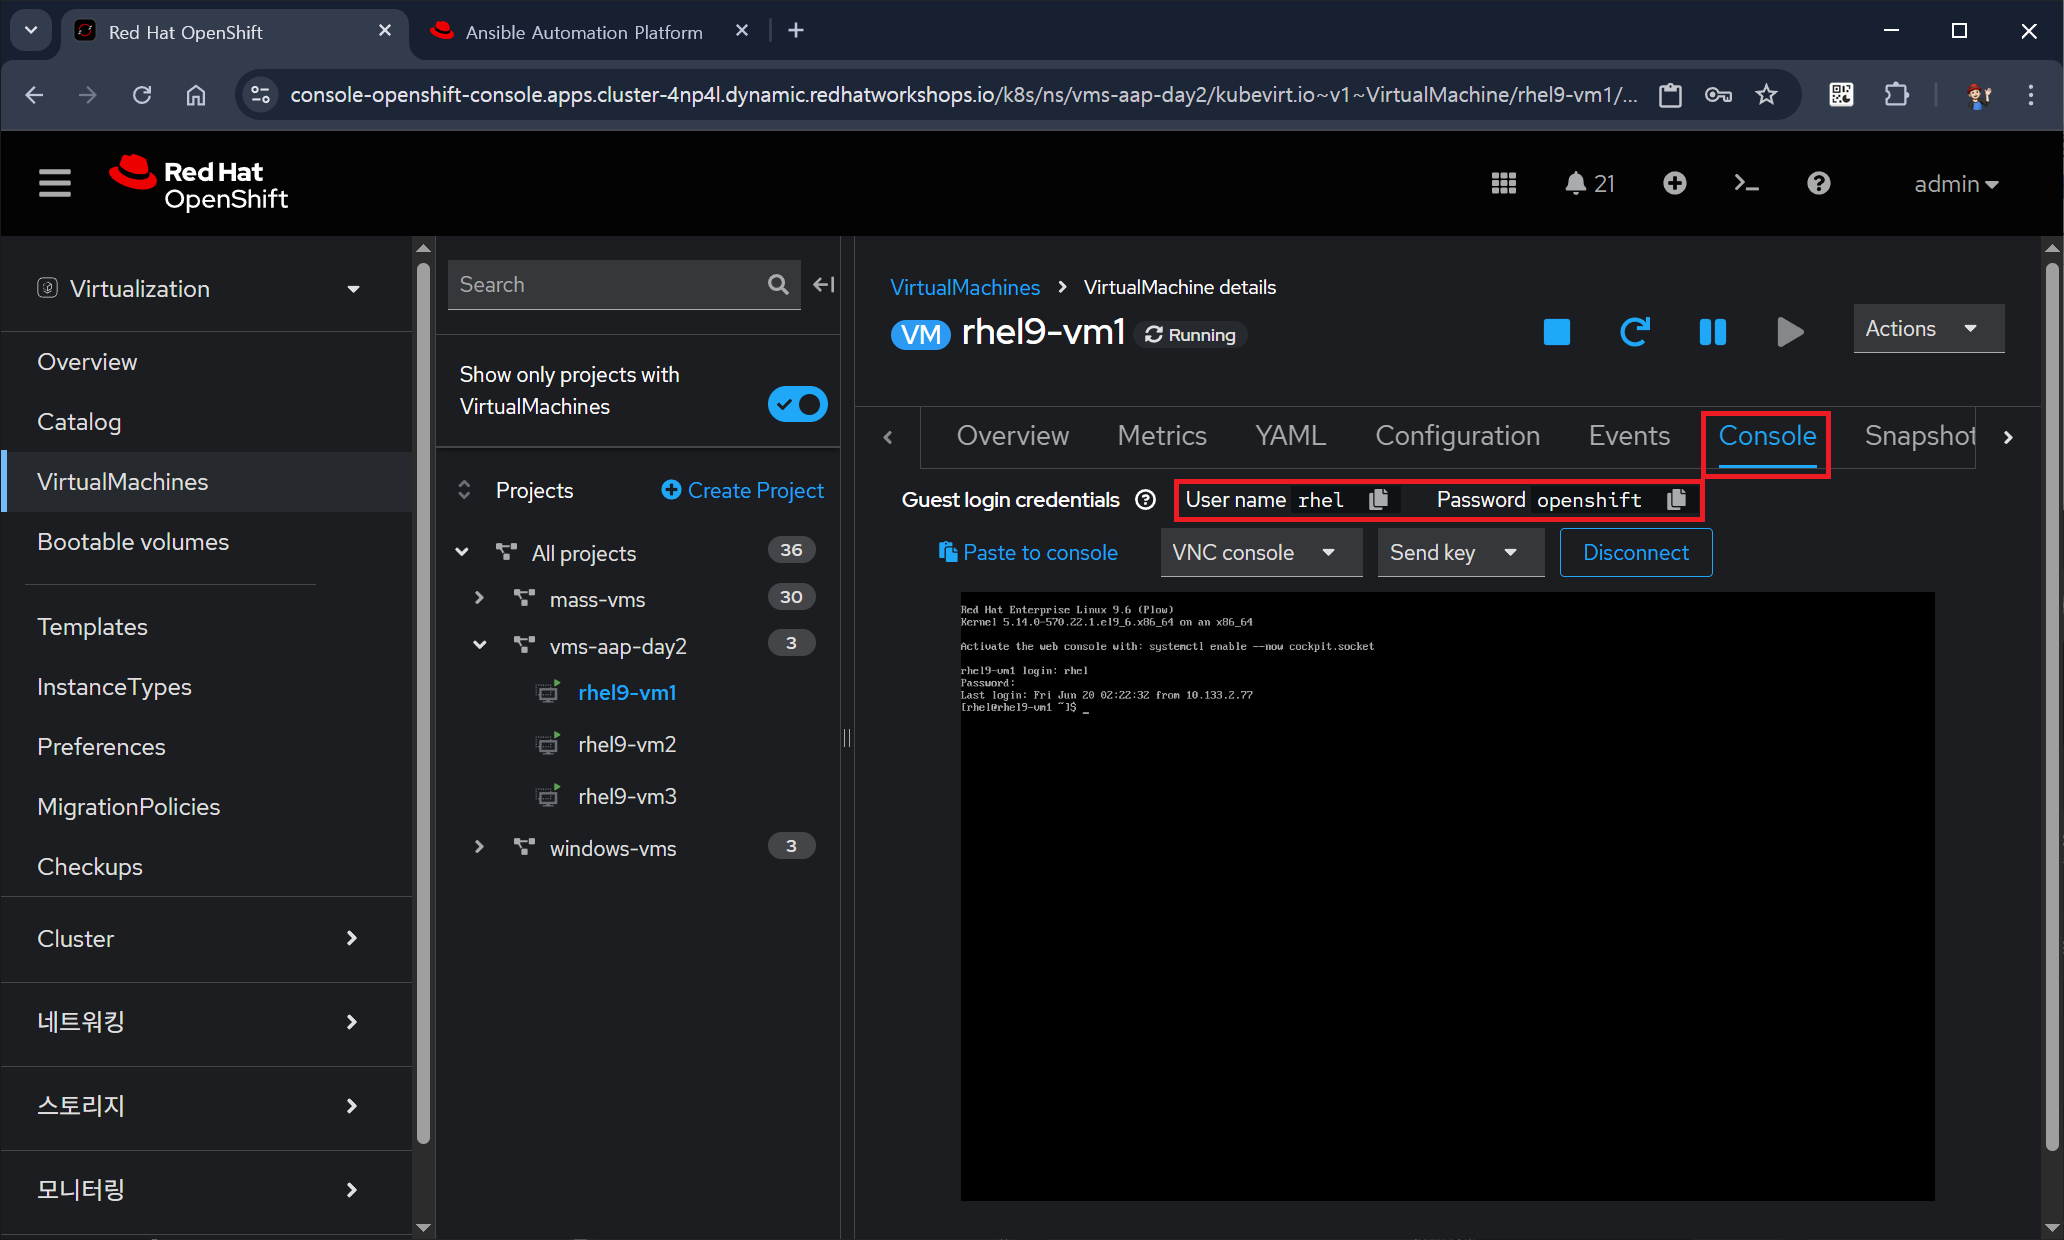 Red Hat OpenShift
Ansible Automation Platform
console-openshift-console.apps.cluster-4np4l.dynamic.redhatworkshops.io/k8s/ns/vms-aap-day2/kubevirt.io~v1~VirtualMachine/rhel9-vm1/...
Red Hat
OpenShift
21
admin
Virtualization
Overview
Catalog
VirtualMachines
Bootable volumes
Templates
InstanceTypes
Preferences
MigrationPolicies
Checkups
Cluster
네트워킹
스토리지
모니터링
Search
Show only projects with
VirtualMachines
Projects
Create Project
All projects 36
mass-vms 30
vms-aap-day2 3
rhel9-vm1
rhel9-vm2
rhel9-vm3
windows-vms 3
VirtualMachines > VirtualMachine details
VM rhel9-vm1 Running
Actions
Overview Metrics YAML Configuration Events Console Snapshot
Guest login credentials User name rhel Password openshift
Paste to console VNC console Send key Disconnect
Red Hat Enterprise Linux 9.6 (Plow)
Kernel 5.14.0-570.22.1.el9_6.x86_64 on an x86_64
Activate the web console with: systemctl enable --now cockpit.socket
rhel9-vm1 login: rhel
Password:
Last login: Fri Jun 20 02:22:32 from 10.133.2.77
[rhel@rhel9-vm1 ~]$ _